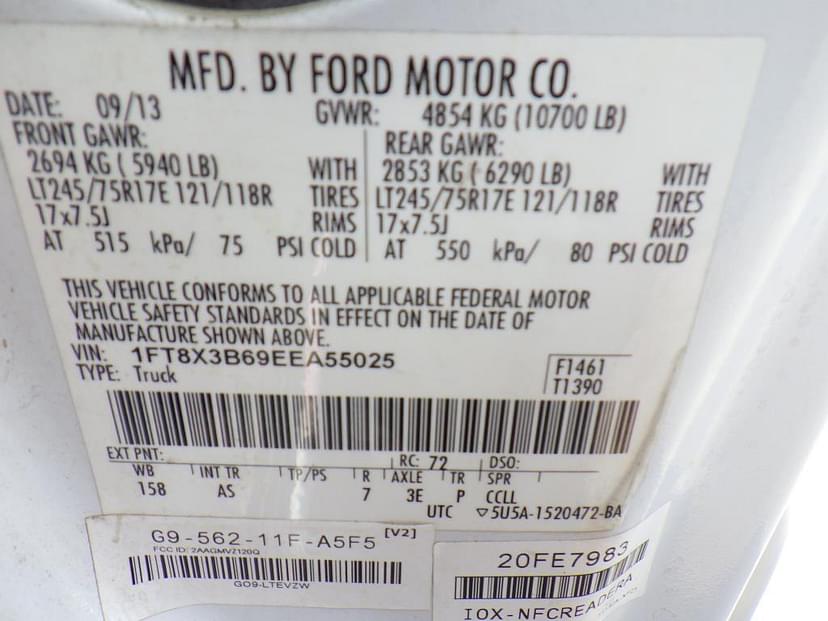 MFD. BY FORD MOTOR CO.
DATE: 09/13 GVWR: 4854 KG (10700 LB)
FRONT GAWR: REAR GAWR:
2694 KG ( 5940 LB) WITH 2853 KG ( 6290 LB) WITH
LT245/75R17E 121/118R TIRES LT245/75R17E 121/118R TIRES
17x7.5J RIMS 17x7.5J RIMS
AT 515 kPa/ 75 PSI COLD AT 550 kPa/ 80 PSI COLD
THIS VEHICLE CONFORMS TO ALL APPLICABLE FEDERAL MOTOR
VEHICLE SAFETY STANDARDS IN EFFECT ON THE DATE OF
MANUFACTURE SHOWN ABOVE.
VIN: 1FT8X3B69EEA55025
TYPE: Truck
F1461
T1390
EXT PNT: RC: 72 DSO:
WB INT TR TP/PS R AXLE TR SPR
158 AS 7 3E P CCLL
UTC ▽5U5A-1520472-BA
G9-562-11F-A5F5 [V2]
FCC ID: 2AAGMVZ120Q
GO9-LTEVZW
20FE7983
IOX-NFCREADERA